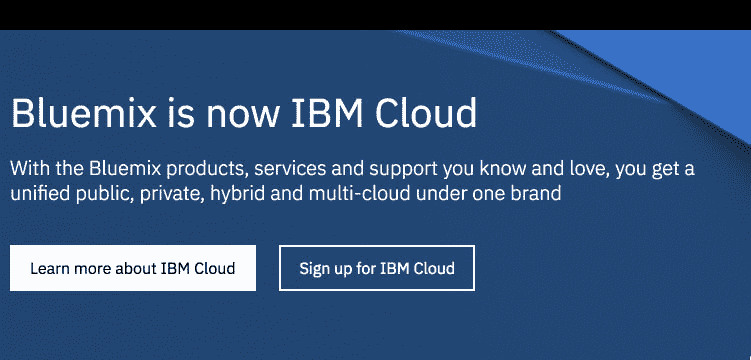 Bluemix is now IBM Cloud
With the Bluemix products, services and support you know and love, you get a
unified public, private, hybrid and multi-cloud under one brand
Learn more about IBM Cloud
Sign up for IBM Cloud